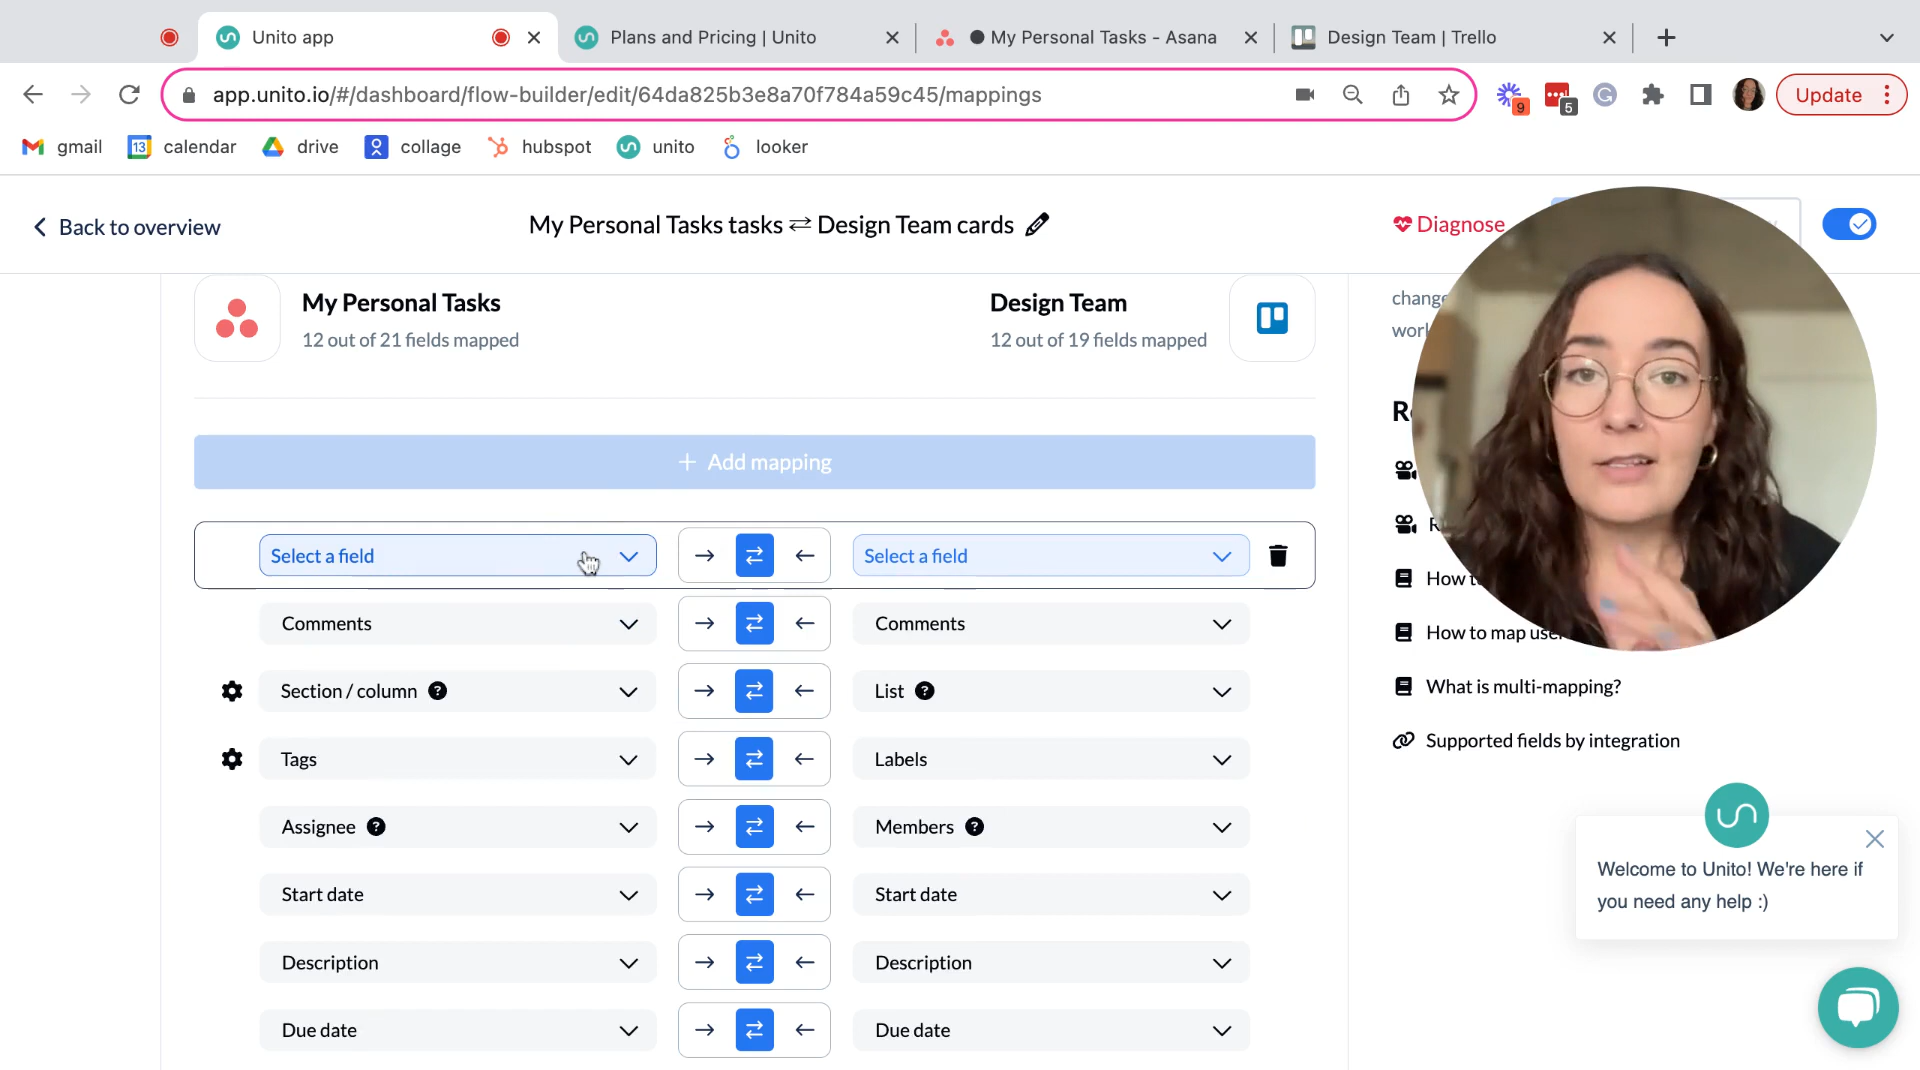 Unito app
Plans and Pricing | Unito
My Personal Tasks - Asana
Design Team | Trello
app.unito.io/#/dashboard/flow-builder/edit/64da825b3e8a70f784a59c45/mappings
9
5
Update
gmail
13
calendar
drive
collage
hubspot
unito
looker
Back to overview
My Personal Tasks tasks ⇄ Design Team cards
Diagnose
My Personal Tasks
12 out of 21 fields mapped
Design Team
12 out of 19 fields mapped
+ Add mapping
Select a field
Select a field
Comments
Comments
Section / column ?
List ?
Tags
Labels
Assignee ?
Members ?
Start date
Start date
Description
Description
Due date
Due date
How
How to map
What is multi-mapping?
Supported fields by integration
Welcome to Unito! We're here if
you need any help :)